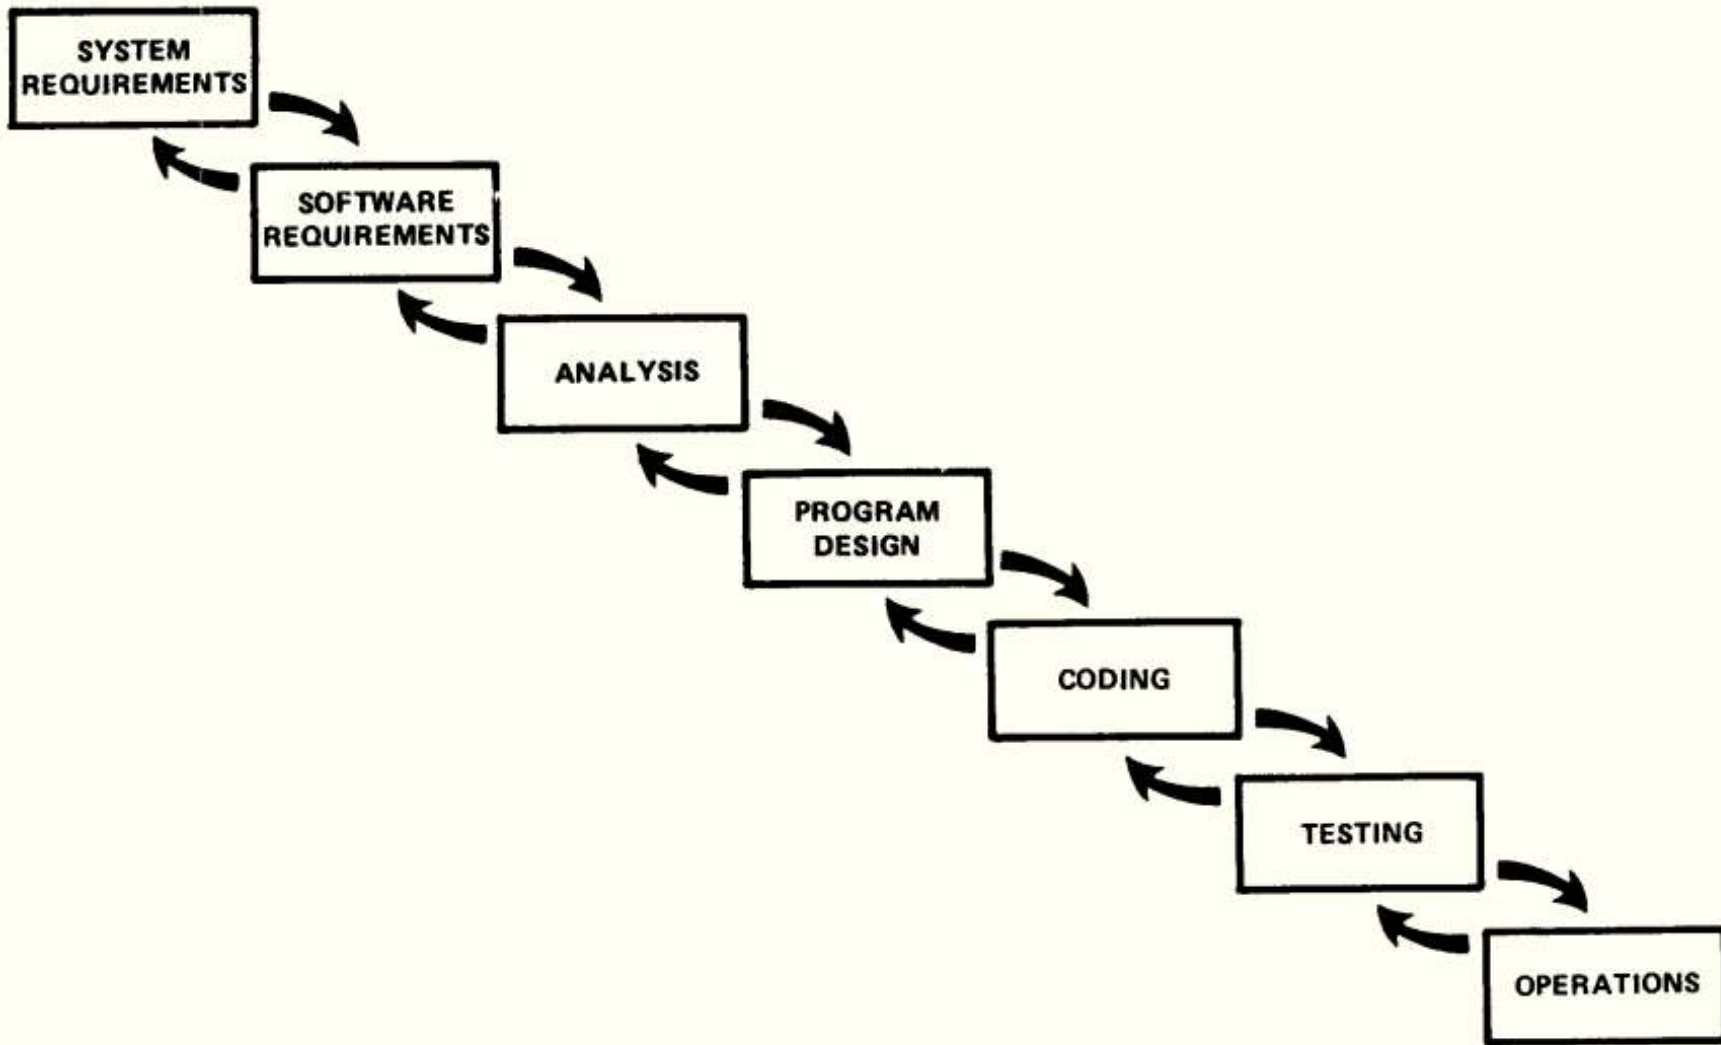 SYSTEM
REQUIREMENTS
SOFTWARE
REQUIREMENTS
ANALYSIS
PROGRAM
DESIGN
CODING
TESTING
OPERATIONS